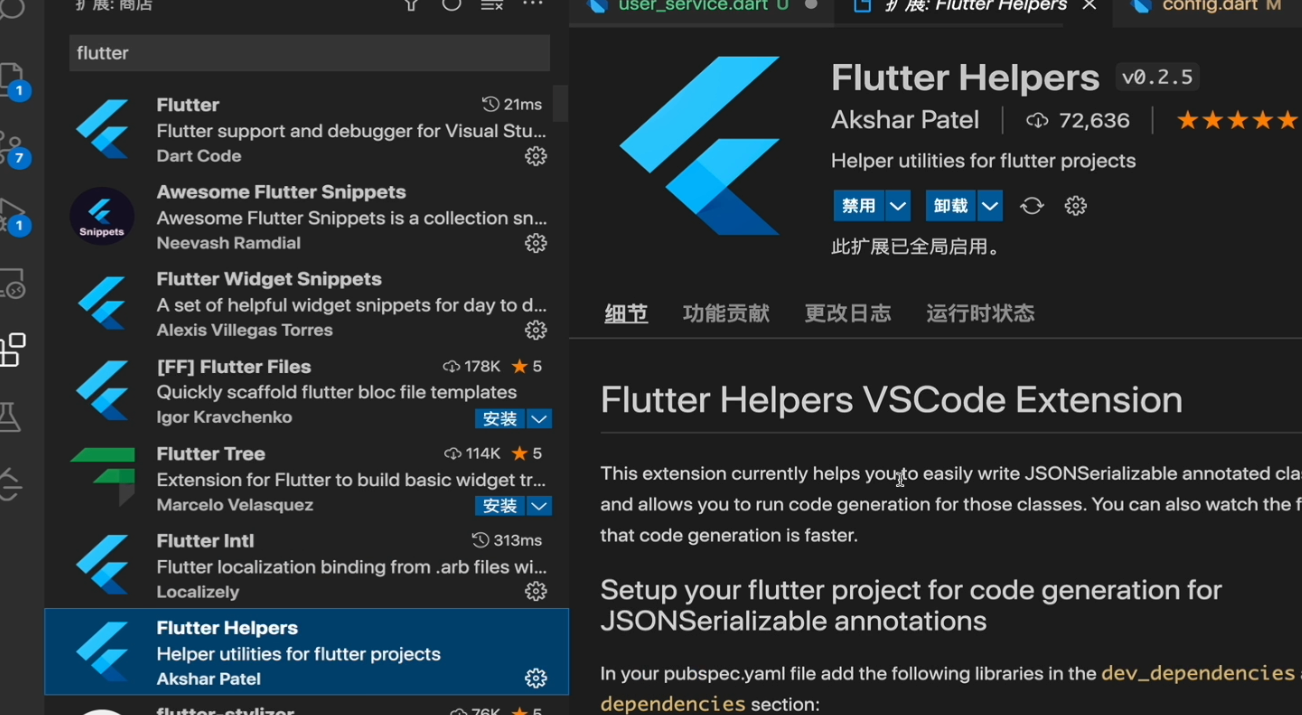 扩展: 商店
flutter
1
7
1
Flutter
21ms
Flutter support and debugger for Visual Stu...
Dart Code
Snippets
Awesome Flutter Snippets
Awesome Flutter Snippets is a collection sn...
Neevash Ramdial
Flutter Widget Snippets
A set of helpful widget snippets for day to d...
Alexis Villegas Torres
[FF] Flutter Files
178K ★ 5
Quickly scaffold flutter bloc file templates
Igor Kravchenko
安装
Flutter Tree
114K ★ 5
Extension for Flutter to build basic widget tr...
Marcelo Velasquez
安装
Flutter Intl
313ms
Flutter localization binding from .arb files wi...
Localizely
Flutter Helpers
Helper utilities for flutter projects
Akshar Patel
flutter-stylizer
76K ★ 5
user_service.dart U
扩展: Flutter Helpers
config.dart M
Flutter Helpers v0.2.5
Akshar Patel
72,636
★★★★★
Helper utilities for flutter projects
禁用
卸载
此扩展已全局启用。
细节 功能贡献 更改日志 运行时状态
Flutter Helpers VSCode Extension
This extension currently helps you to easily write JSONSerializable annotated
and allows you to run code generation for those classes. You can also watch the
that code generation is faster.
Setup your flutter project for code generation for
JSONSerializable annotations
In your pubspec.yaml file add the following libraries in the dev_dependencies
dependencies section: